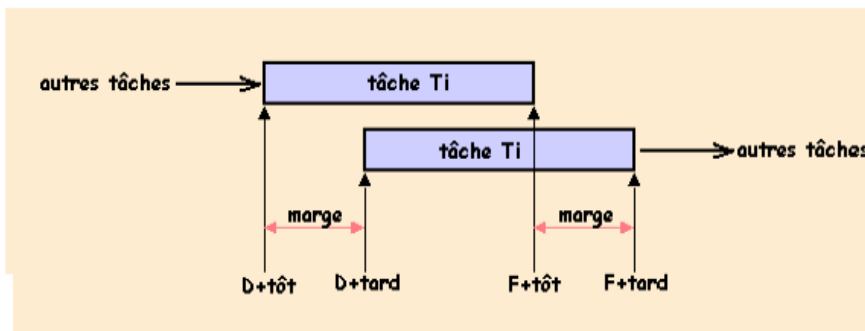 tâche Ti
autres tâches
tâche Ti
autres tâches
marge
marge
D+tôt
D+tard
F+tôt
F+tard